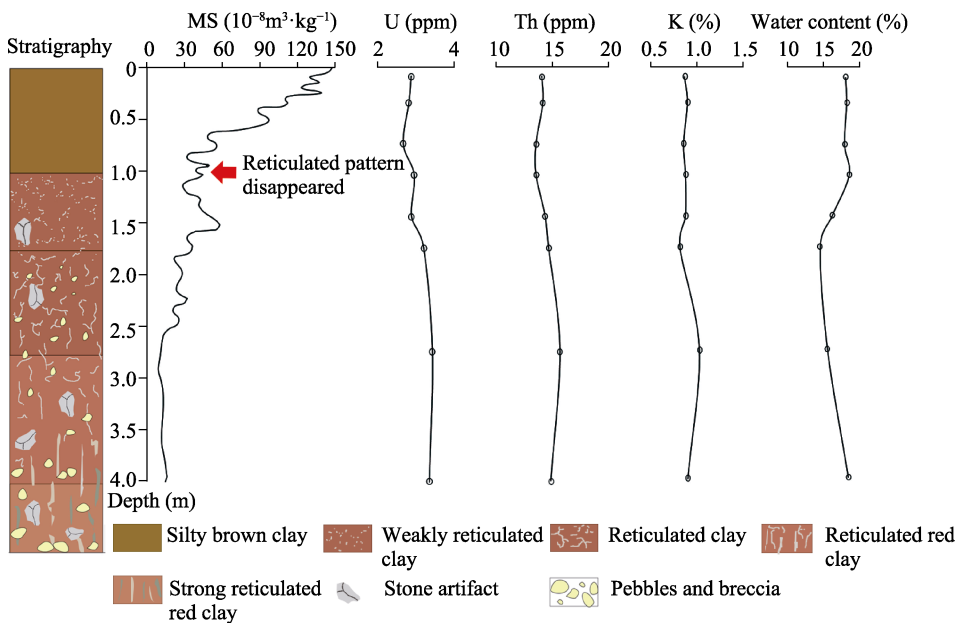 MS (10⁻⁸m³·kg⁻¹)
U (ppm)
Th (ppm)
K (%)
Water content (%)
Stratigraphy
0 30 60 90 120 150
2 4
10 15 20
0.5 1.0 1.5
10 15 20
0
0.5
1.0
1.5
2.0
2.5
3.0
3.5
4.0
Reticulated pattern
disappeared
Depth (m)
Silty brown clay
Weakly reticulated
clay
Reticulated clay
Reticulated red
clay
Strong reticulated
red clay
Stone artifact
Pebbles and breccia